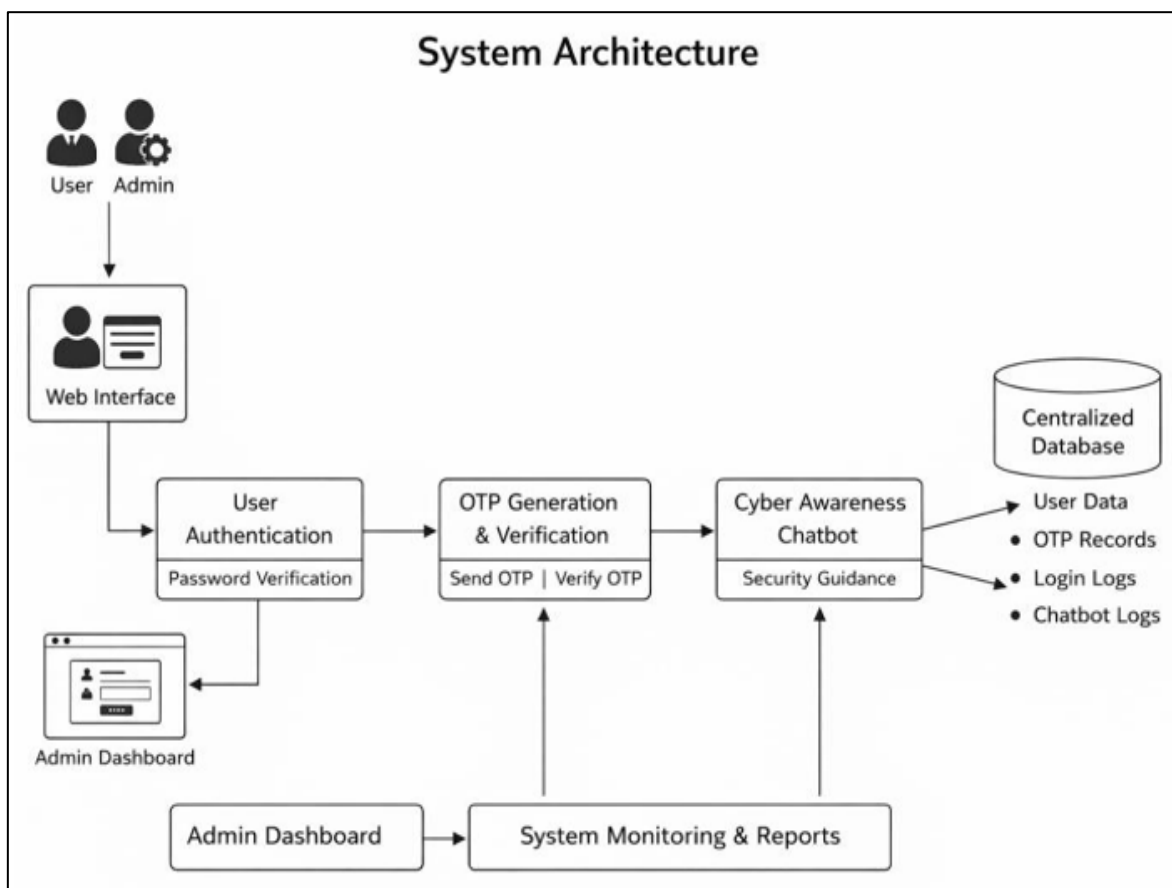 System Architecture
User
Admin
Web Interface
User
Authentication
Password Verification
OTP Generation
& Verification
Send OTP | Verify OTP
Cyber Awareness
Chatbot
Security Guidance
Centralized
Database
User Data
• OTP Records
• Login Logs
• Chatbot Logs
Admin Dashboard
Admin Dashboard
System Monitoring & Reports